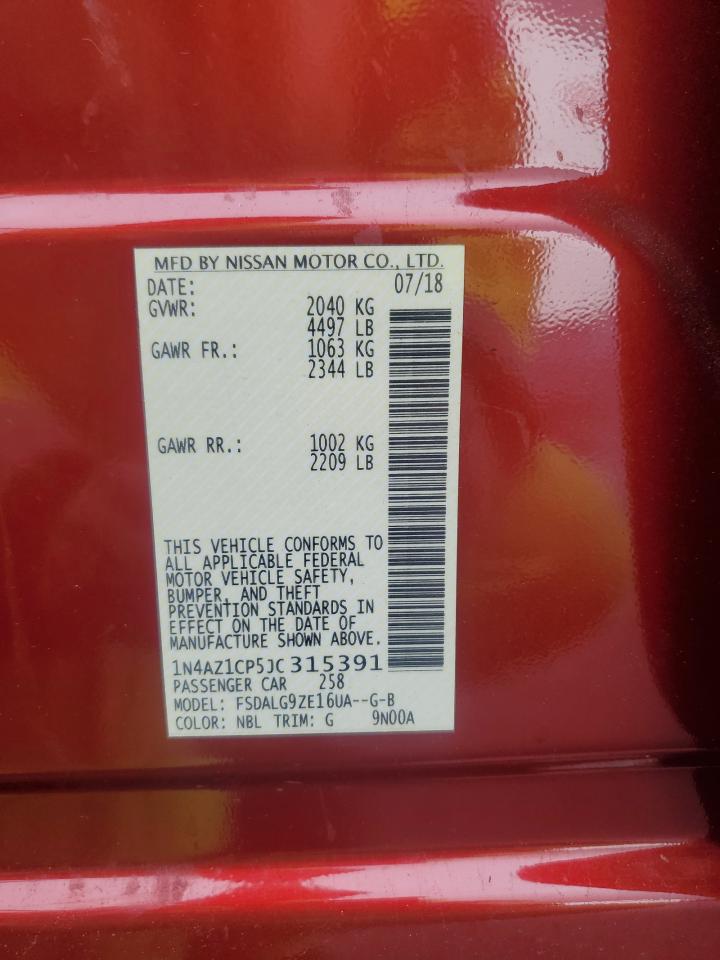 MFD BY NISSAN MOTOR CO., LTD.
DATE: 07/18
GVWR: 2040 KG
4497 LB
GAWR FR.: 1063 KG
2344 LB
GAWR RR.: 1002 KG
2209 LB
THIS VEHICLE CONFORMS TO
ALL APPLICABLE FEDERAL
MOTOR VEHICLE SAFETY,
BUMPER, AND THEFT
PREVENTION STANDARDS IN
EFFECT ON THE DATE OF
MANUFACTURE SHOWN ABOVE.
1N4AZ1CP5JC 315391
PASSENGER CAR 258
MODEL: FSDALG9ZE16UA--G-B
COLOR: NBL TRIM: G 9N00A